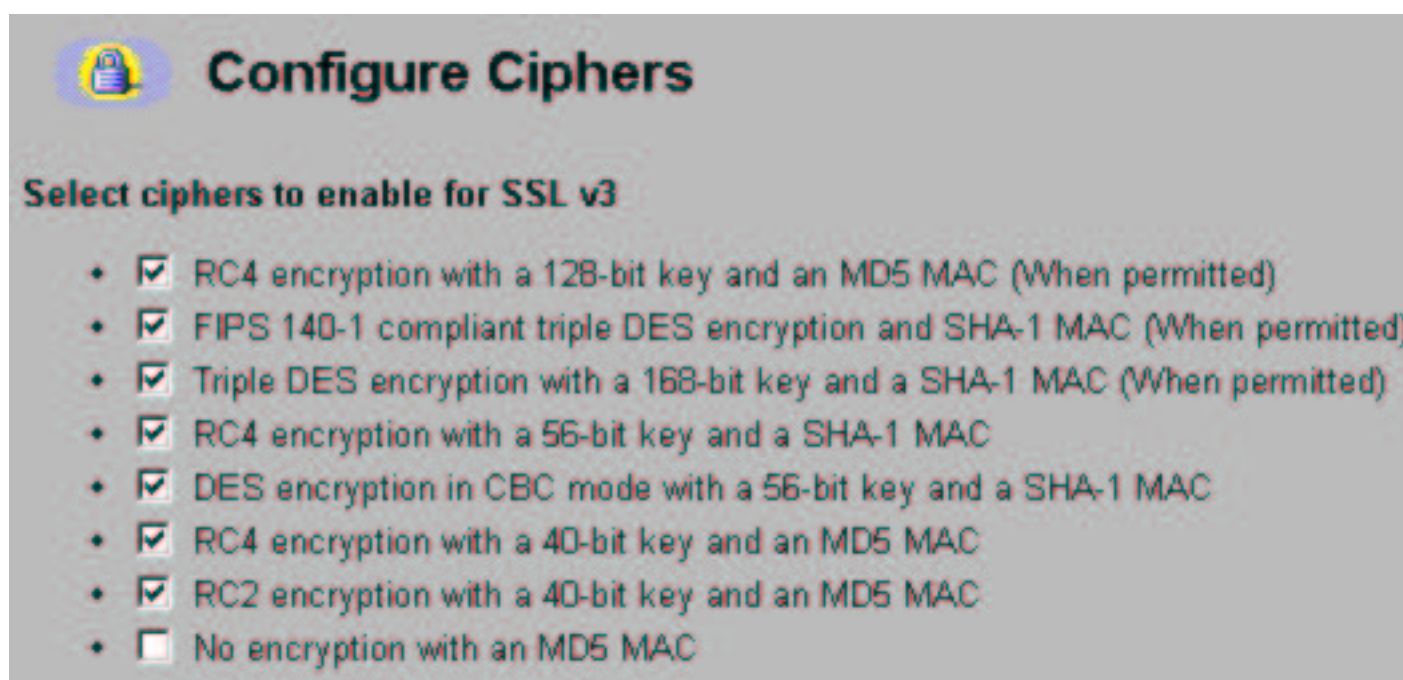 Configure Ciphers
Select ciphers to enable for SSL v3
RC4 encryption with a 128-bit key and an MD5 MAC (When permitted)
FIPS 140-1 compliant triple DES encryption and SHA-1 MAC (When permitted)
Triple DES encryption with a 168-bit key and a SHA-1 MAC (When permitted)
RC4 encryption with a 56-bit key and a SHA-1 MAC
DES encryption in CBC mode with a 56-bit key and a SHA-1 MAC
RC4 encryption with a 40-bit key and an MD5 MAC
RC2 encryption with a 40-bit key and an MD5 MAC
No encryption with an MD5 MAC